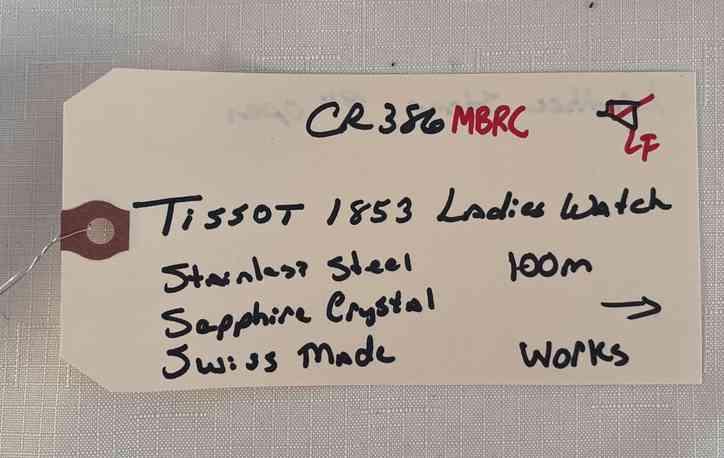 CR386 MBRC
LF
Tissot 1853 Ladies Watch
Stainless Steel 100m
Sapphire Crystal →
Swiss Made Works